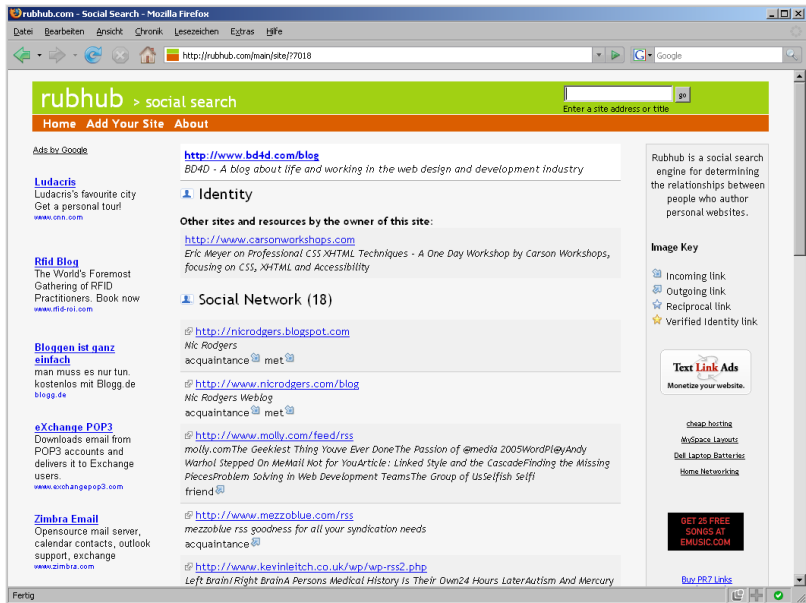 rubhub.com - Social Search - Mozilla Firefox
Datei Bearbeiten Ansicht Chronik Lesezeichen Extras Hilfe
http://rubhub.com/main/site/?7018
G Google
rubhub > social search
go
Enter a site address or title
Home Add Your Site About
Ads by Google
Ludacris
Ludacris's favourite city
Get a personal tour!
www.cnn.com
Rfid Blog
The World's Foremost
Gathering of RFID
Practitioners. Book now
www.rfid-roi.com
Bloggen ist ganz
einfach
man muss es nur tun.
kostenlos mit Blogg.de
blogg.de
eXchange POP3
Downloads email from
POP3 accounts and
delivers it to Exchange
users.
www.exchangepop3.com
Zimbra Email
Opensource mail server,
calendar contacts, outlook
support, exchange
www.zimbra.com
http://www.bd4d.com/blog
BD4D - A blog about life and working in the web design and development industry
Identity
Other sites and resources by the owner of this site:
http://www.carsonworkshops.com
Eric Meyer on Professional CSS XHTML Techniques - A One Day Workshop by Carson Workshops,
focusing on CSS, XHTML and Accessibility
Social Network (18)
http://nicrodgers.blogspot.com
Nic Rodgers
acquaintance met
http://www.nicrodgers.com/blog
Nic Rodgers Weblog
acquaintance met
http://www.molly.com/feed/rss
molly.comThe Geekiest Thing Youve Ever DoneThe Passion of @media 2005WordPl@yAndy
Warhol Stepped On MeMail Not for YouArticle: Linked Style and the CascadeFinding the Missing
PiecesProblem Solving in Web Development TeamsThe Group of UsSelfish Selfi
friend
http://www.mezzoblue.com/rss
mezzoblue rss goodness for all your syndication needs
acquaintance
http://www.kevinleitch.co.uk/wp/wp-rss2.php
Left Brain/Right BrainA Persons Medical History Is Their Own24 Hours LaterAutism And Mercury
Rubhub is a social search
engine for determining
the relationships between
people who author
personal websites.
Image Key
Incoming link
Outgoing link
Reciprocal link
Verified Identity link
Text Link Ads
Monetize your website.
cheap hosting
MySpace Layouts
Dell Laptop Batteries
Home Networking
GET 25 FREE
SONGS AT
EMUSIC.COM
Buy PR7 Links
Fertig